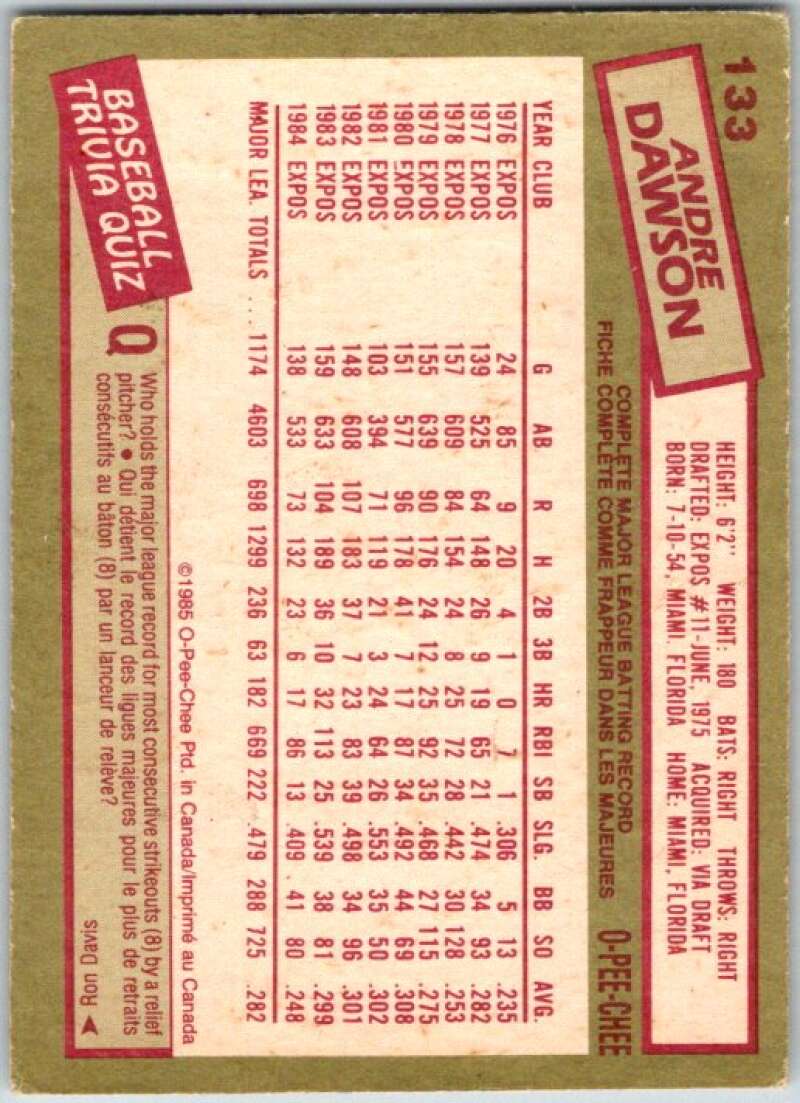 133
ANDRE
DAWSON
HEIGHT: 6'2" WEIGHT: 180 BATS: RIGHT THROWS: RIGHT
DRAFTED: EXPOS #11-JUNE, 1975 ACQUIRED: VIA DRAFT
BORN: 7-10-54, MIAMI, FLORIDA HOME: MIAMI, FLORIDA
COMPLETE MAJOR LEAGUE BATTING RECORD
FICHE COMPLÈTE COMME FRAPPEUR DANS LES MAJEURES
O-PEE-CHEE
YEAR CLUB G AB R H 2B 3B HR RBI SB SLG. BB SO AVG.
1976 EXPOS 24 85 9 20 4 1 0 7 1 .306 5 13 .235
1977 EXPOS 139 525 64 148 26 9 19 65 21 .474 34 93 .282
1978 EXPOS 157 609 84 154 24 8 25 72 28 .442 30 128 .253
1979 EXPOS 155 639 90 176 24 12 25 92 35 .468 27 115 .275
1980 EXPOS 151 577 96 178 41 7 17 87 34 .492 44 69 .308
1981 EXPOS 103 394 71 119 21 3 24 64 26 .553 35 50 .302
1982 EXPOS 148 608 107 183 37 7 23 83 39 .498 34 96 .301
1983 EXPOS 159 633 104 189 36 10 32 113 25 .539 38 81 .299
1984 EXPOS 138 533 73 132 23 6 17 86 13 .409 41 80 .248
MAJOR LEA. TOTALS ... 1174 4603 698 1299 236 63 182 669 222 .479 288 725 .282
©1985 O-Pee-Chee Ptd. in Canada/Imprimé au Canada
BASEBALL
TRIVIA QUIZ
Q
Who holds the major league record for most consecutive strikeouts (8) by a relief
pitcher? • Qui détient le record des ligues majeures pour le plus de retraits
consécutifs au bâton (8) par un lanceur de relève?
Ron Davis